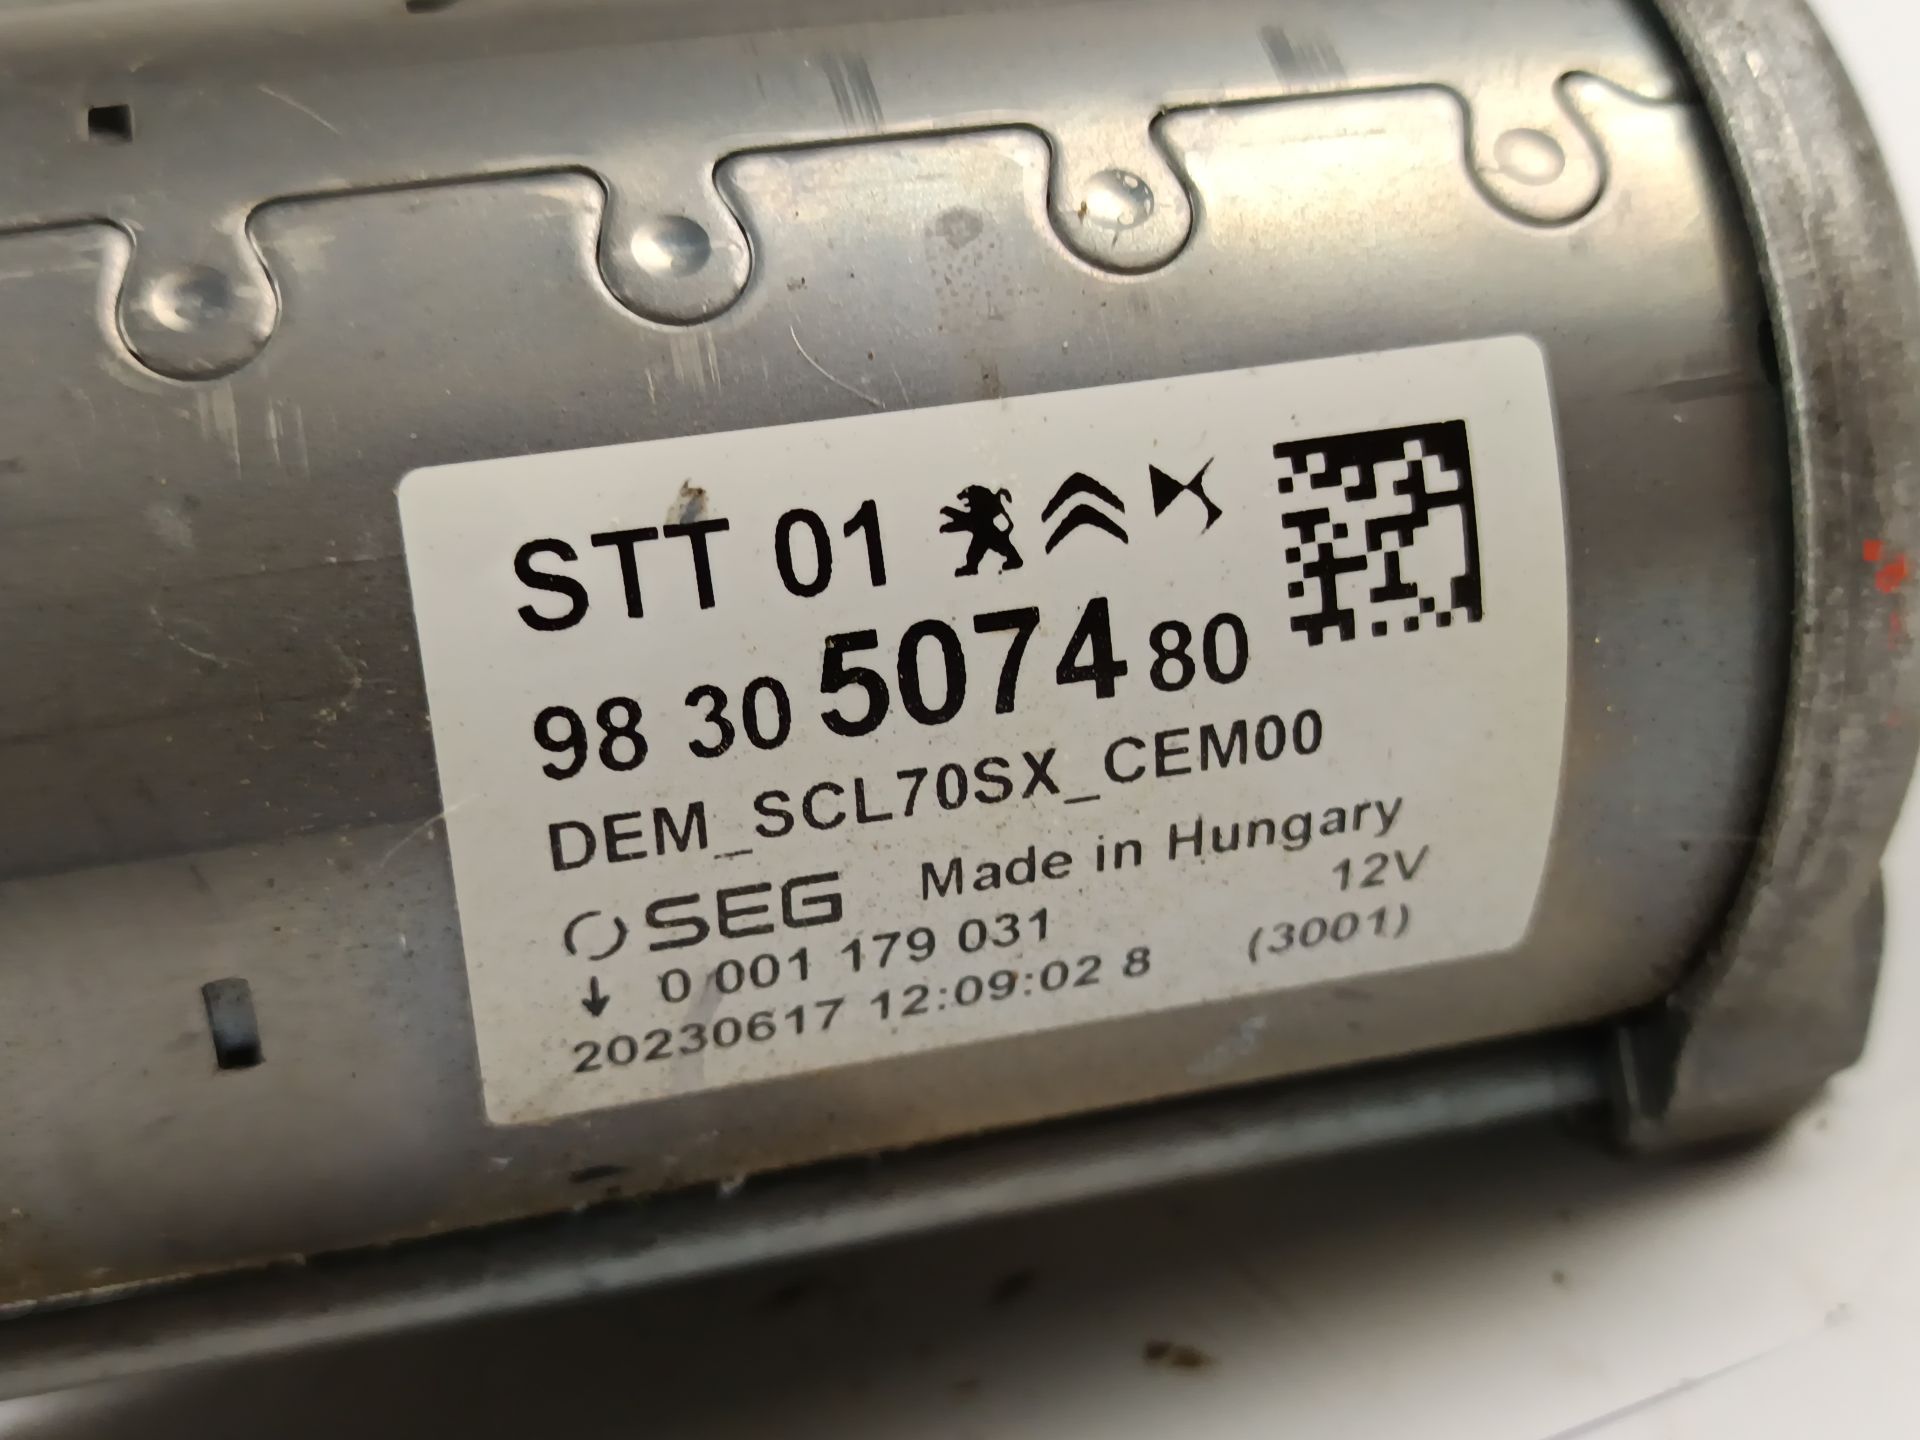 STT 01
98 30 5074 80
DEM_SCL70SX_CEM00
SEG Made in Hungary
0 001 179 031 12V
20230617 12:09:02 8 (3001)